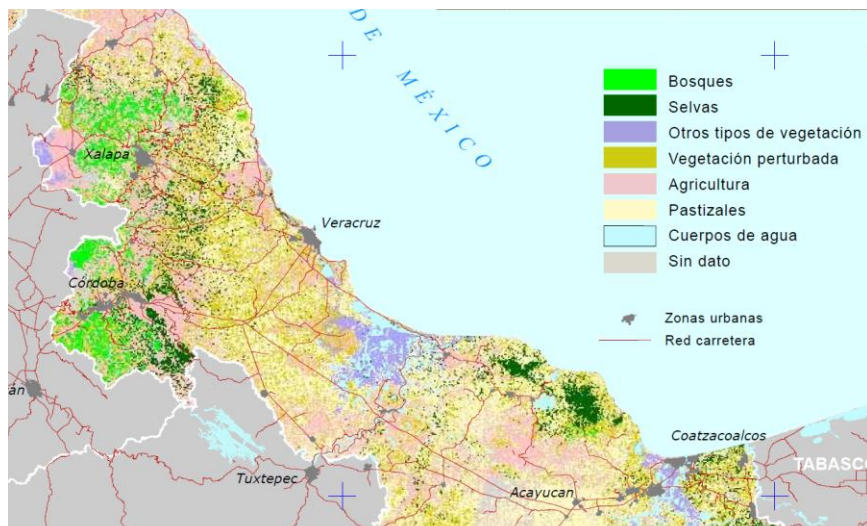 DE MÉXICO
Bosques
Selvas
Otros tipos de vegetación
Vegetación perturbada
Agricultura
Pastizales
Cuerpos de agua
Sin dato
Zonas urbanas
Red carretera
Xalapa
Veracruz
Córdoba
án
Coatzacoalcos
TABASCO
Tuxtepec
Acayucan